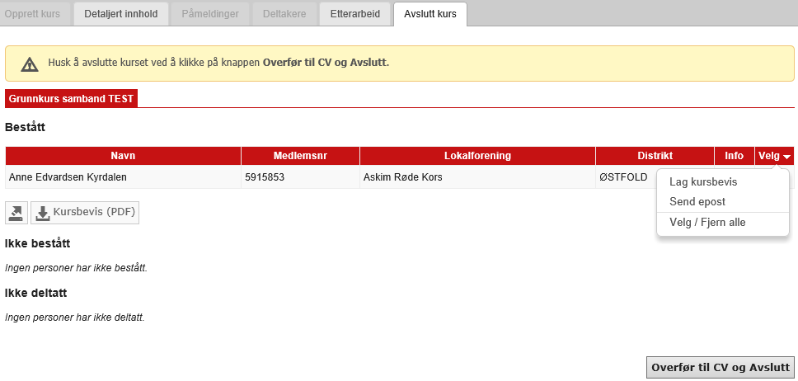 Opprett kurs Detaljert innhold Påmeldinger Deltakere Etterarbeid Avslutt kurs
Husk å avslutte kurset ved å klikke på knappen Overfør til CV og Avslutt.
Grunnkurs samband TEST
Bestått
Navn Medlemsnr Lokalforening Distrikt Info Velg
Anne Edvardsen Kyrdalen 5915853 Askim Røde Kors ØSTFOLD
Lag kursbevis
Send epost
Velg / Fjern alle
Kursbevis (PDF)
Ikke bestått
Ingen personer har ikke bestått.
Ikke deltatt
Ingen personer har ikke deltatt.
Overfør til CV og Avslutt